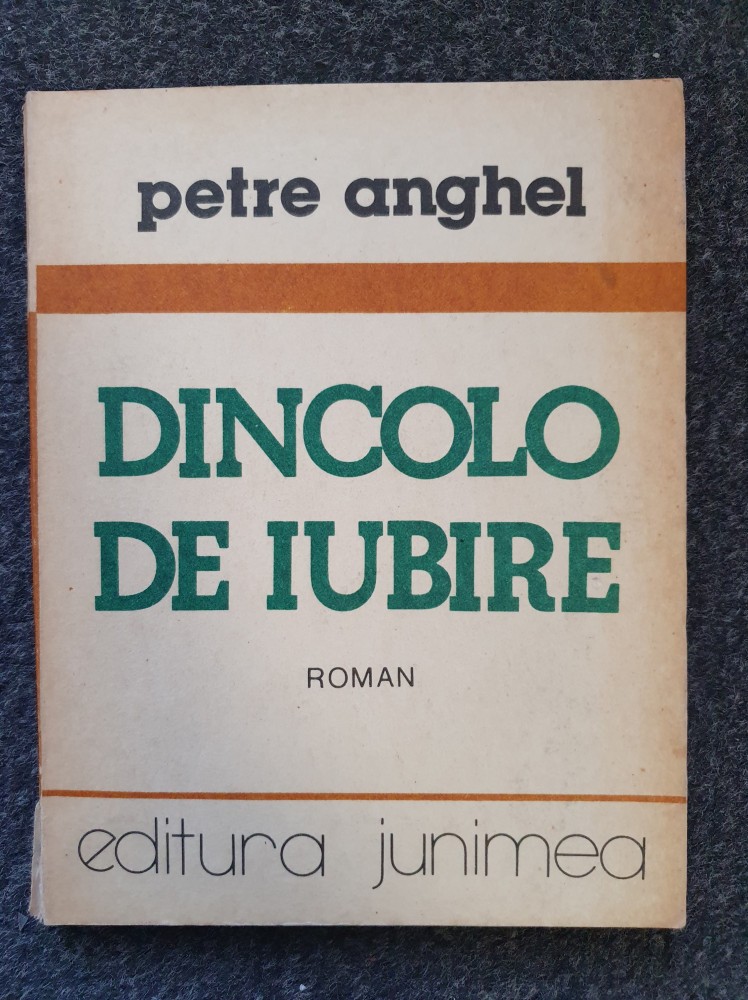 petre anghel
DINCOLO
DE IUBIRE
ROMAN
editura junimea